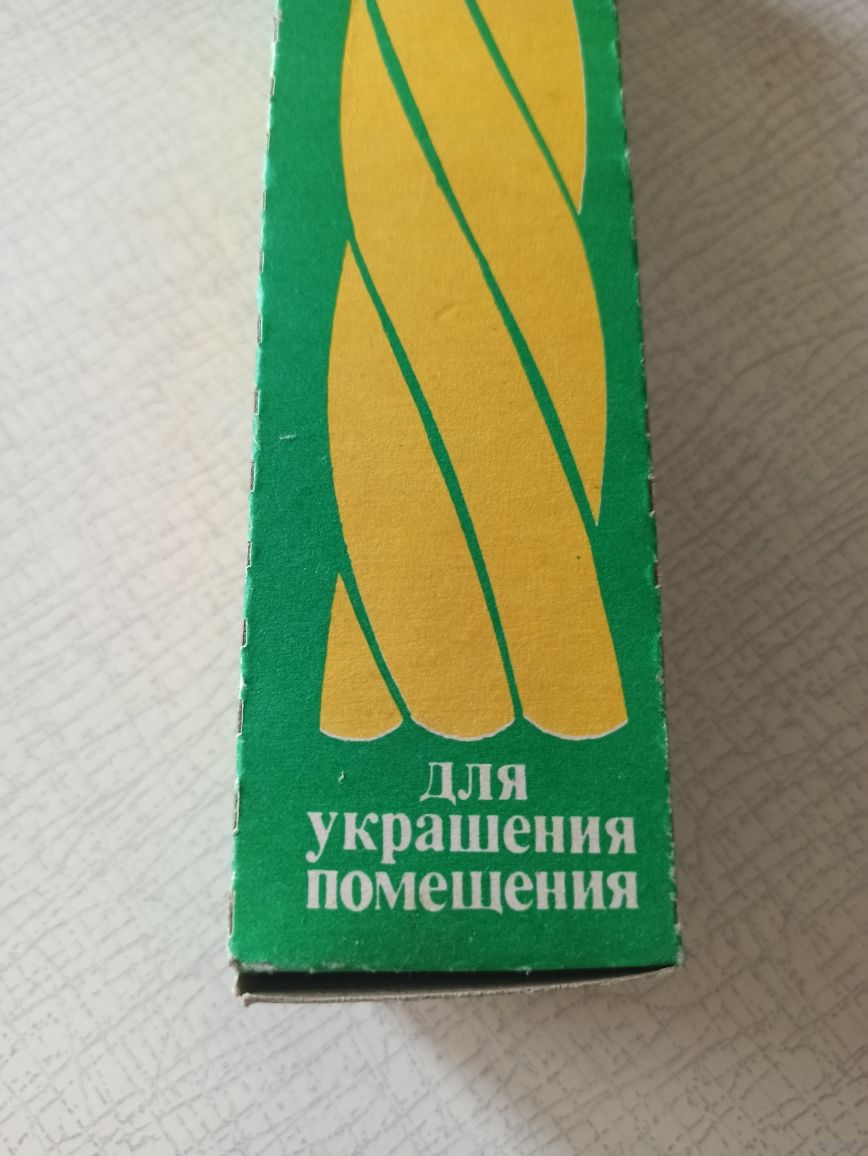 для
украшения
помещения